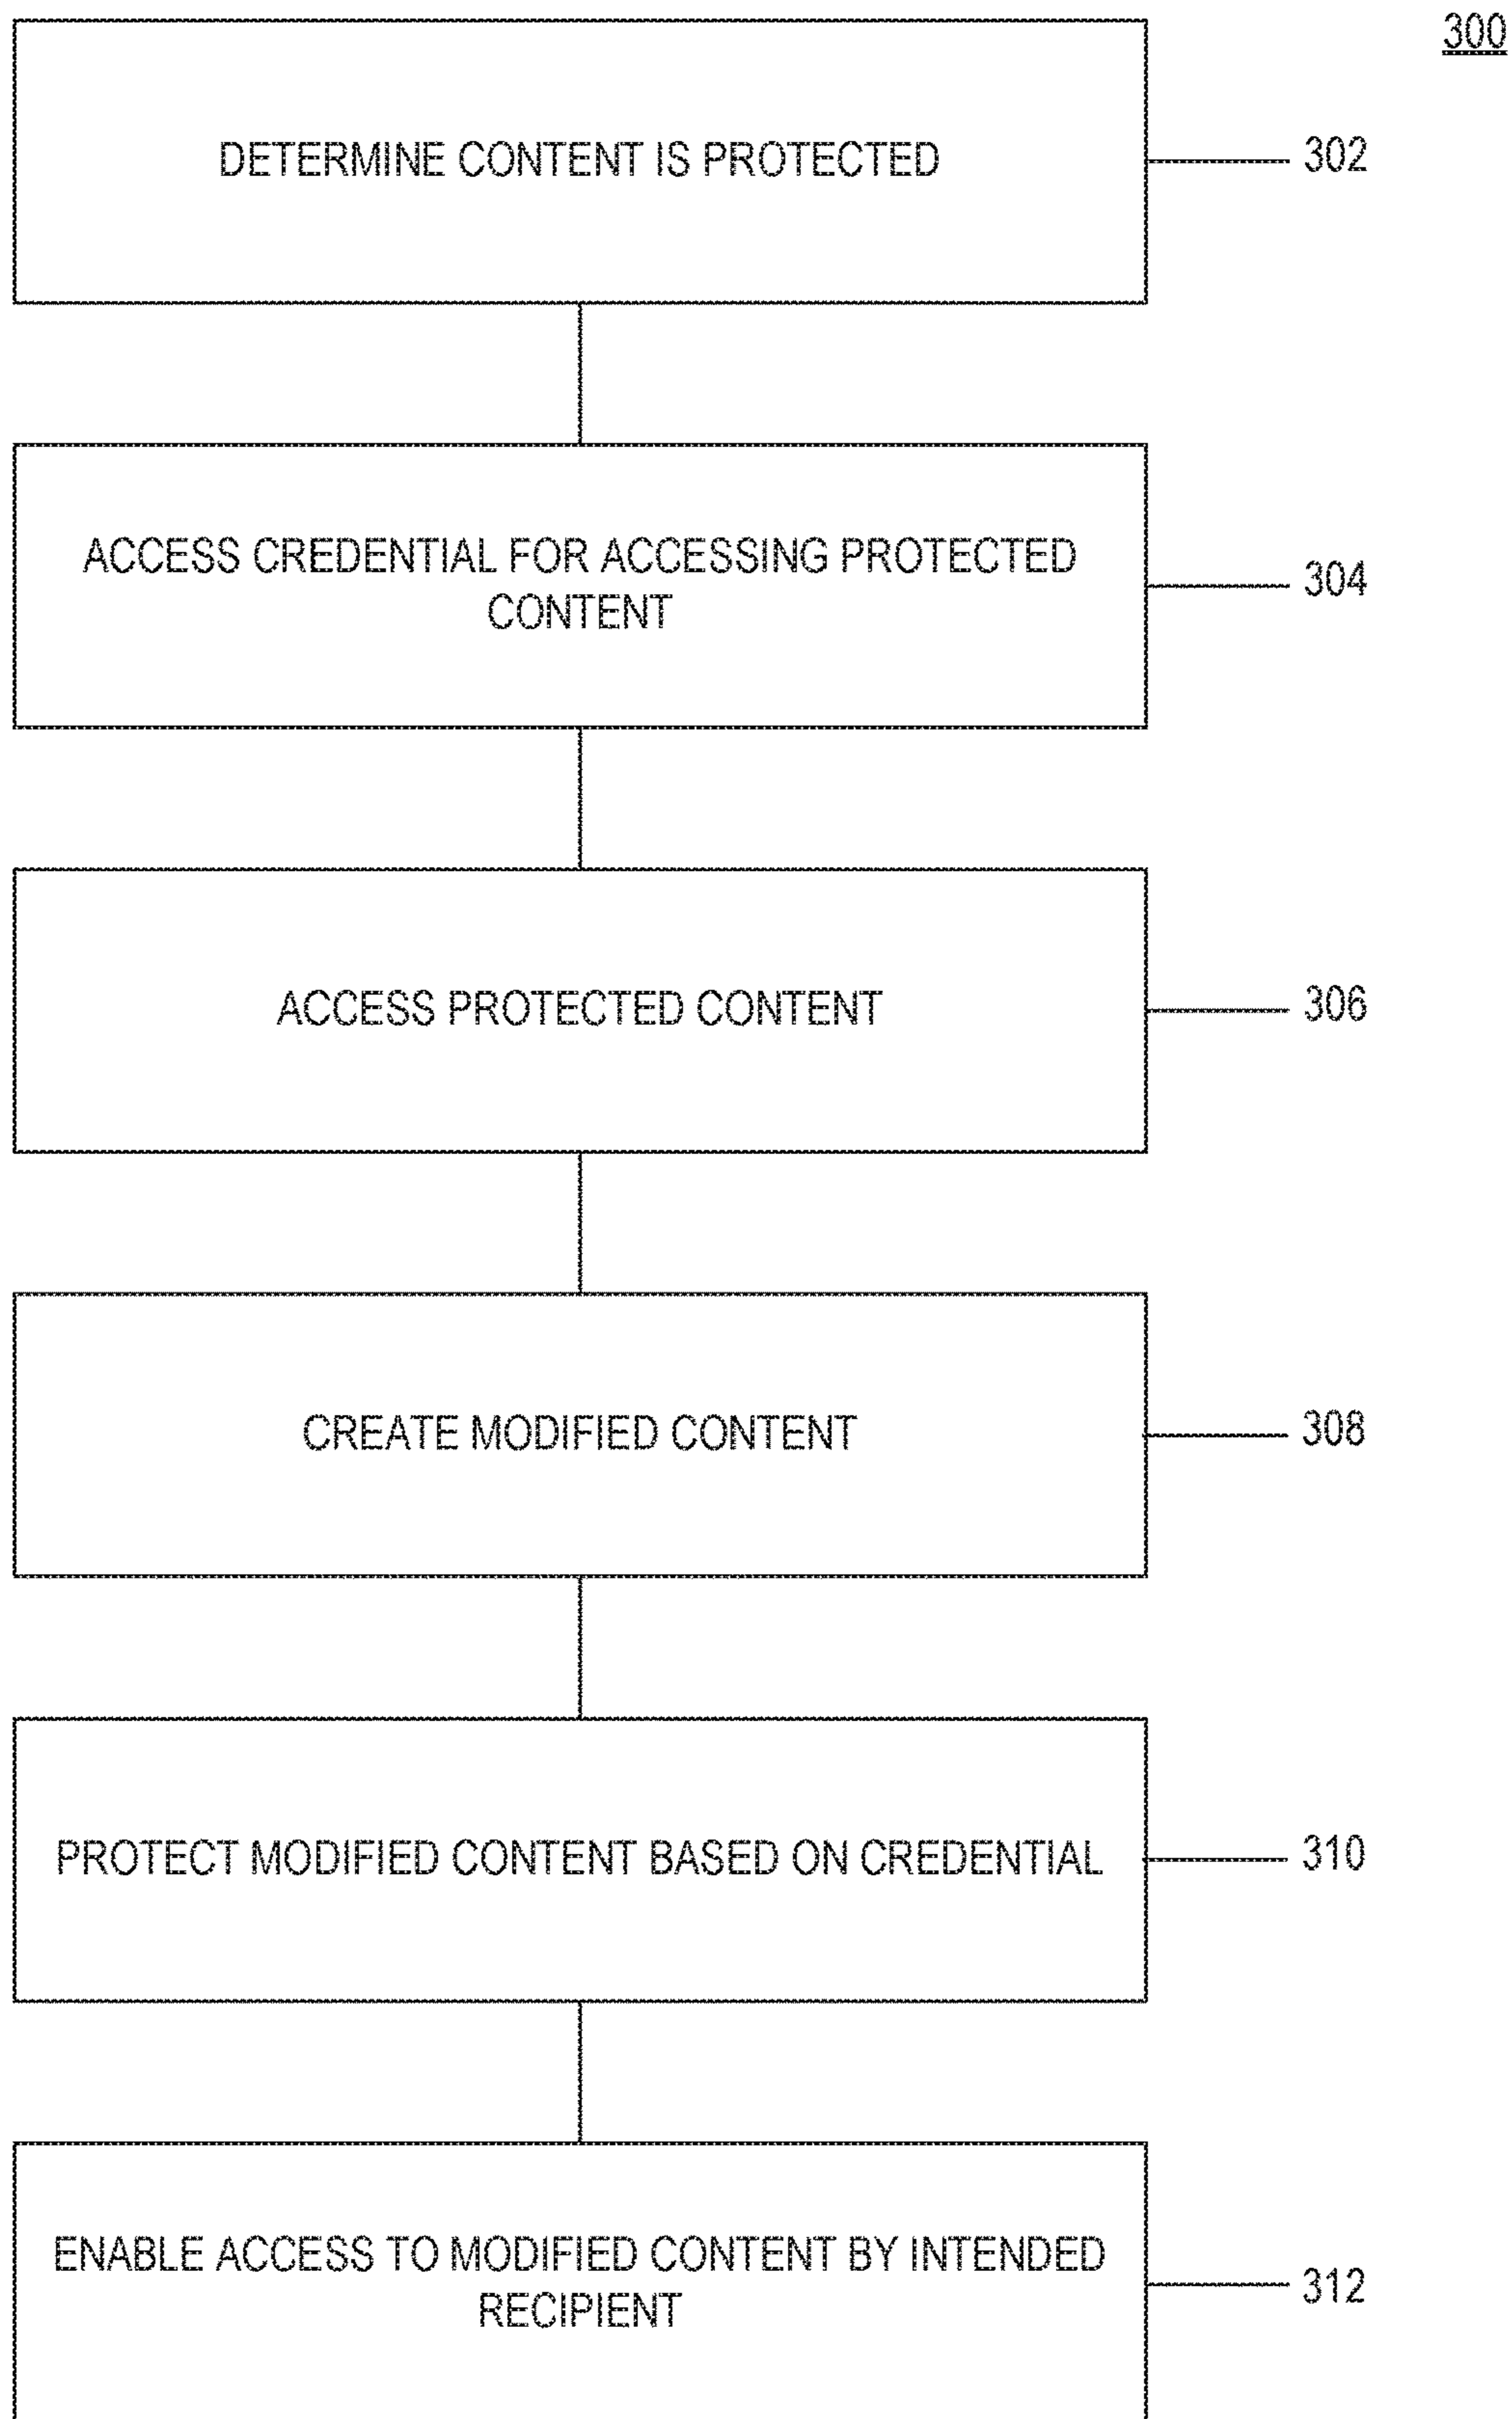 300
DETERMINE CONTENT IS PROTECTED
302
ACCESS CREDENTIAL FOR ACCESSING PROTECTED
CONTENT
304
ACCESS PROTECTED CONTENT
306
CREATE MODIFIED CONTENT
308
PROTECT MODIFIED CONTENT BASED ON CREDENTIAL
310
ENABLE ACCESS TO MODIFIED CONTENT BY INTENDED
RECIPIENT
312